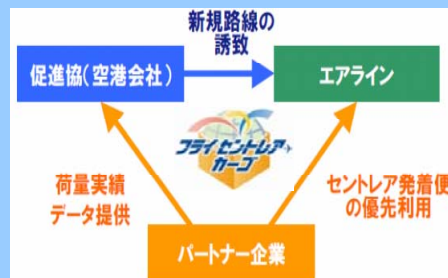 新規路線の
誘致
促進協(空港会社)
エアライン
フライ セントレア
カーゴ
荷量実績
データ提供
セントレア発着便
の優先利用
パートナー企業